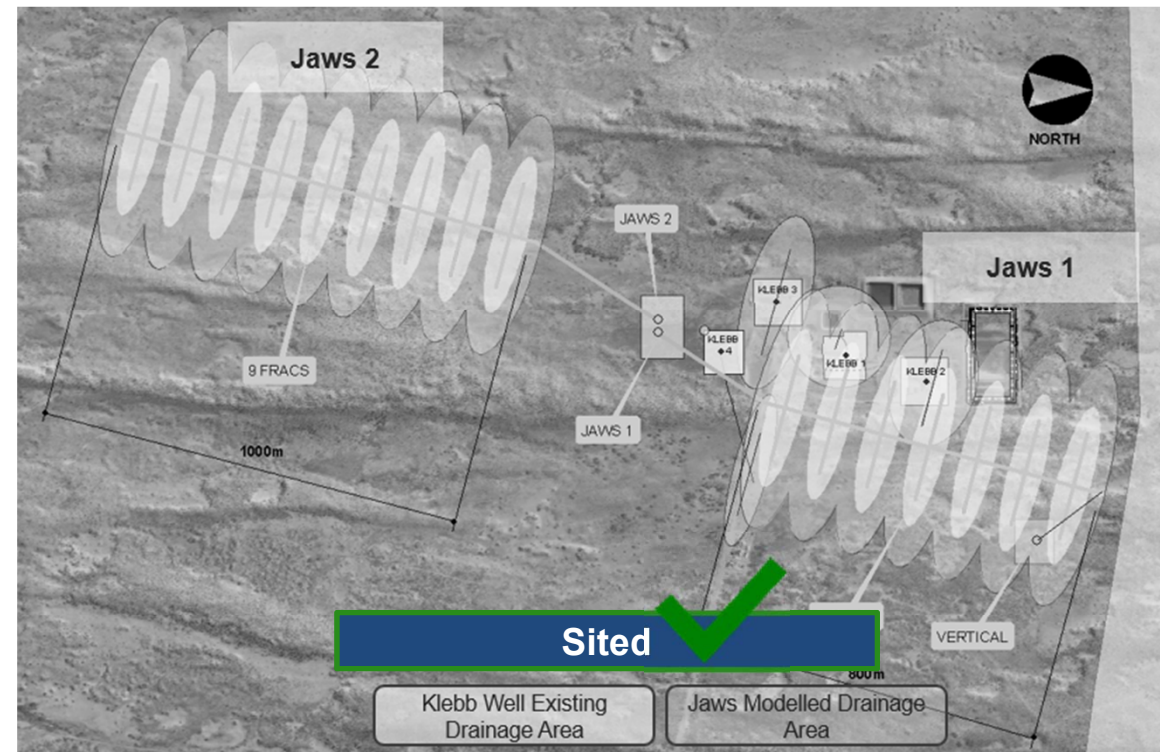 Jaws 2
NORTH
JAWS 2
Jaws 1
KLEBB 3
KLEBB
4
KLEBB 1
KLEBB 2
9 FRACS
JAWS 1
1000m
VERTICAL
Sited
800m
Klebb Well Existing
Drainage Area
Jaws Modelled Drainage
Area